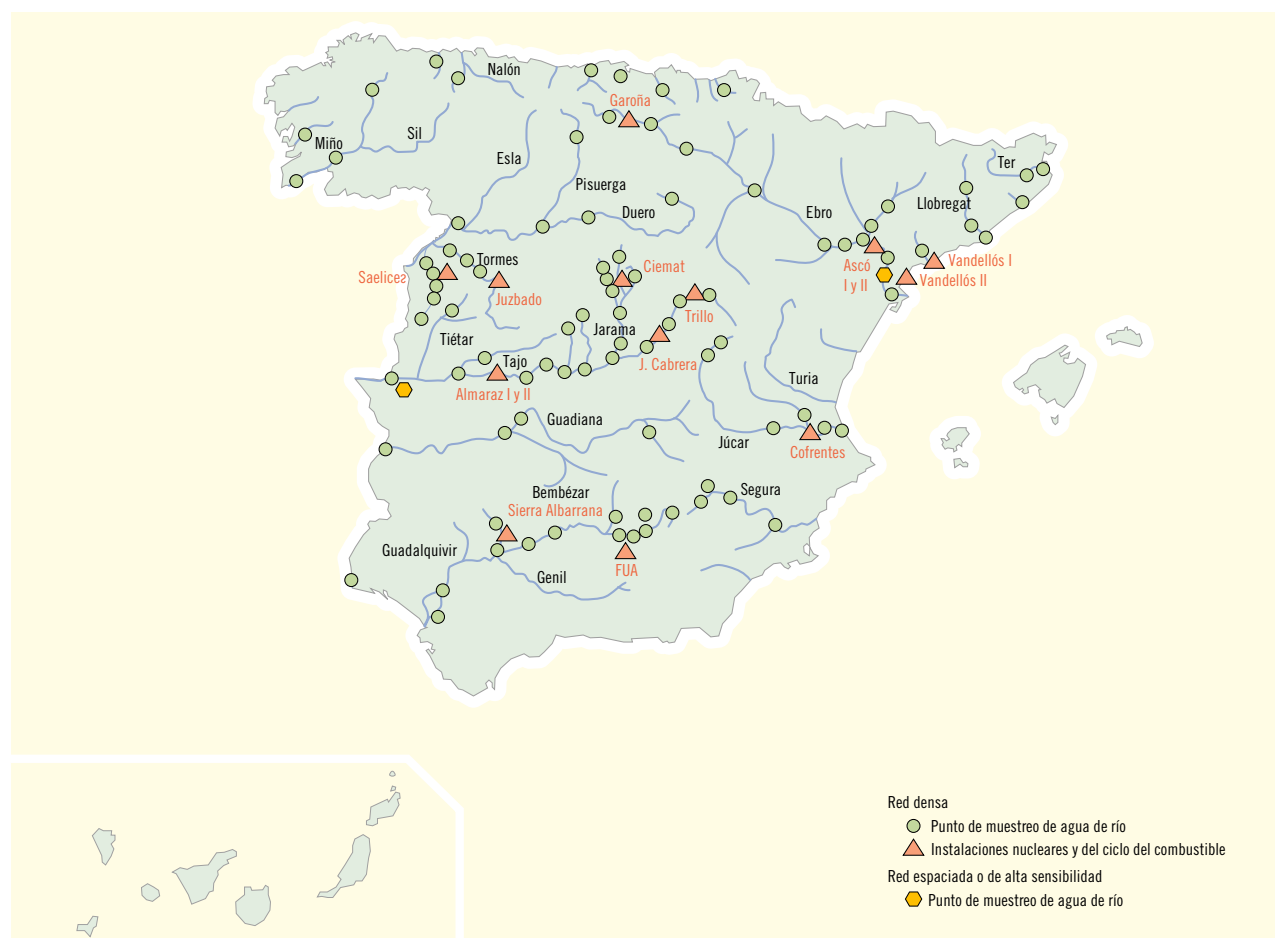 Nalón
Garoña
Sil
Miño
Esla
Ter
Pisuerga
Llobregat
Duero
Ebro
Tormes
Ciemat
Vandellós I
Ascó
I y II
Saelices
Vandellós II
Juzbado
Trillo
Jarama
Tiétar
Tajo
J. Cabrera
Turia
Almaraz I y II
Guadiana
Júcar
Cofrentes
Segura
Bembézar
Sierra Albarrana
Guadalquivir
FUA
Genil
Red densa
Punto de muestreo de agua de río
Instalaciones nucleares y del ciclo del combustible
Red espaciada o de alta sensibilidad
Punto de muestreo de agua de río